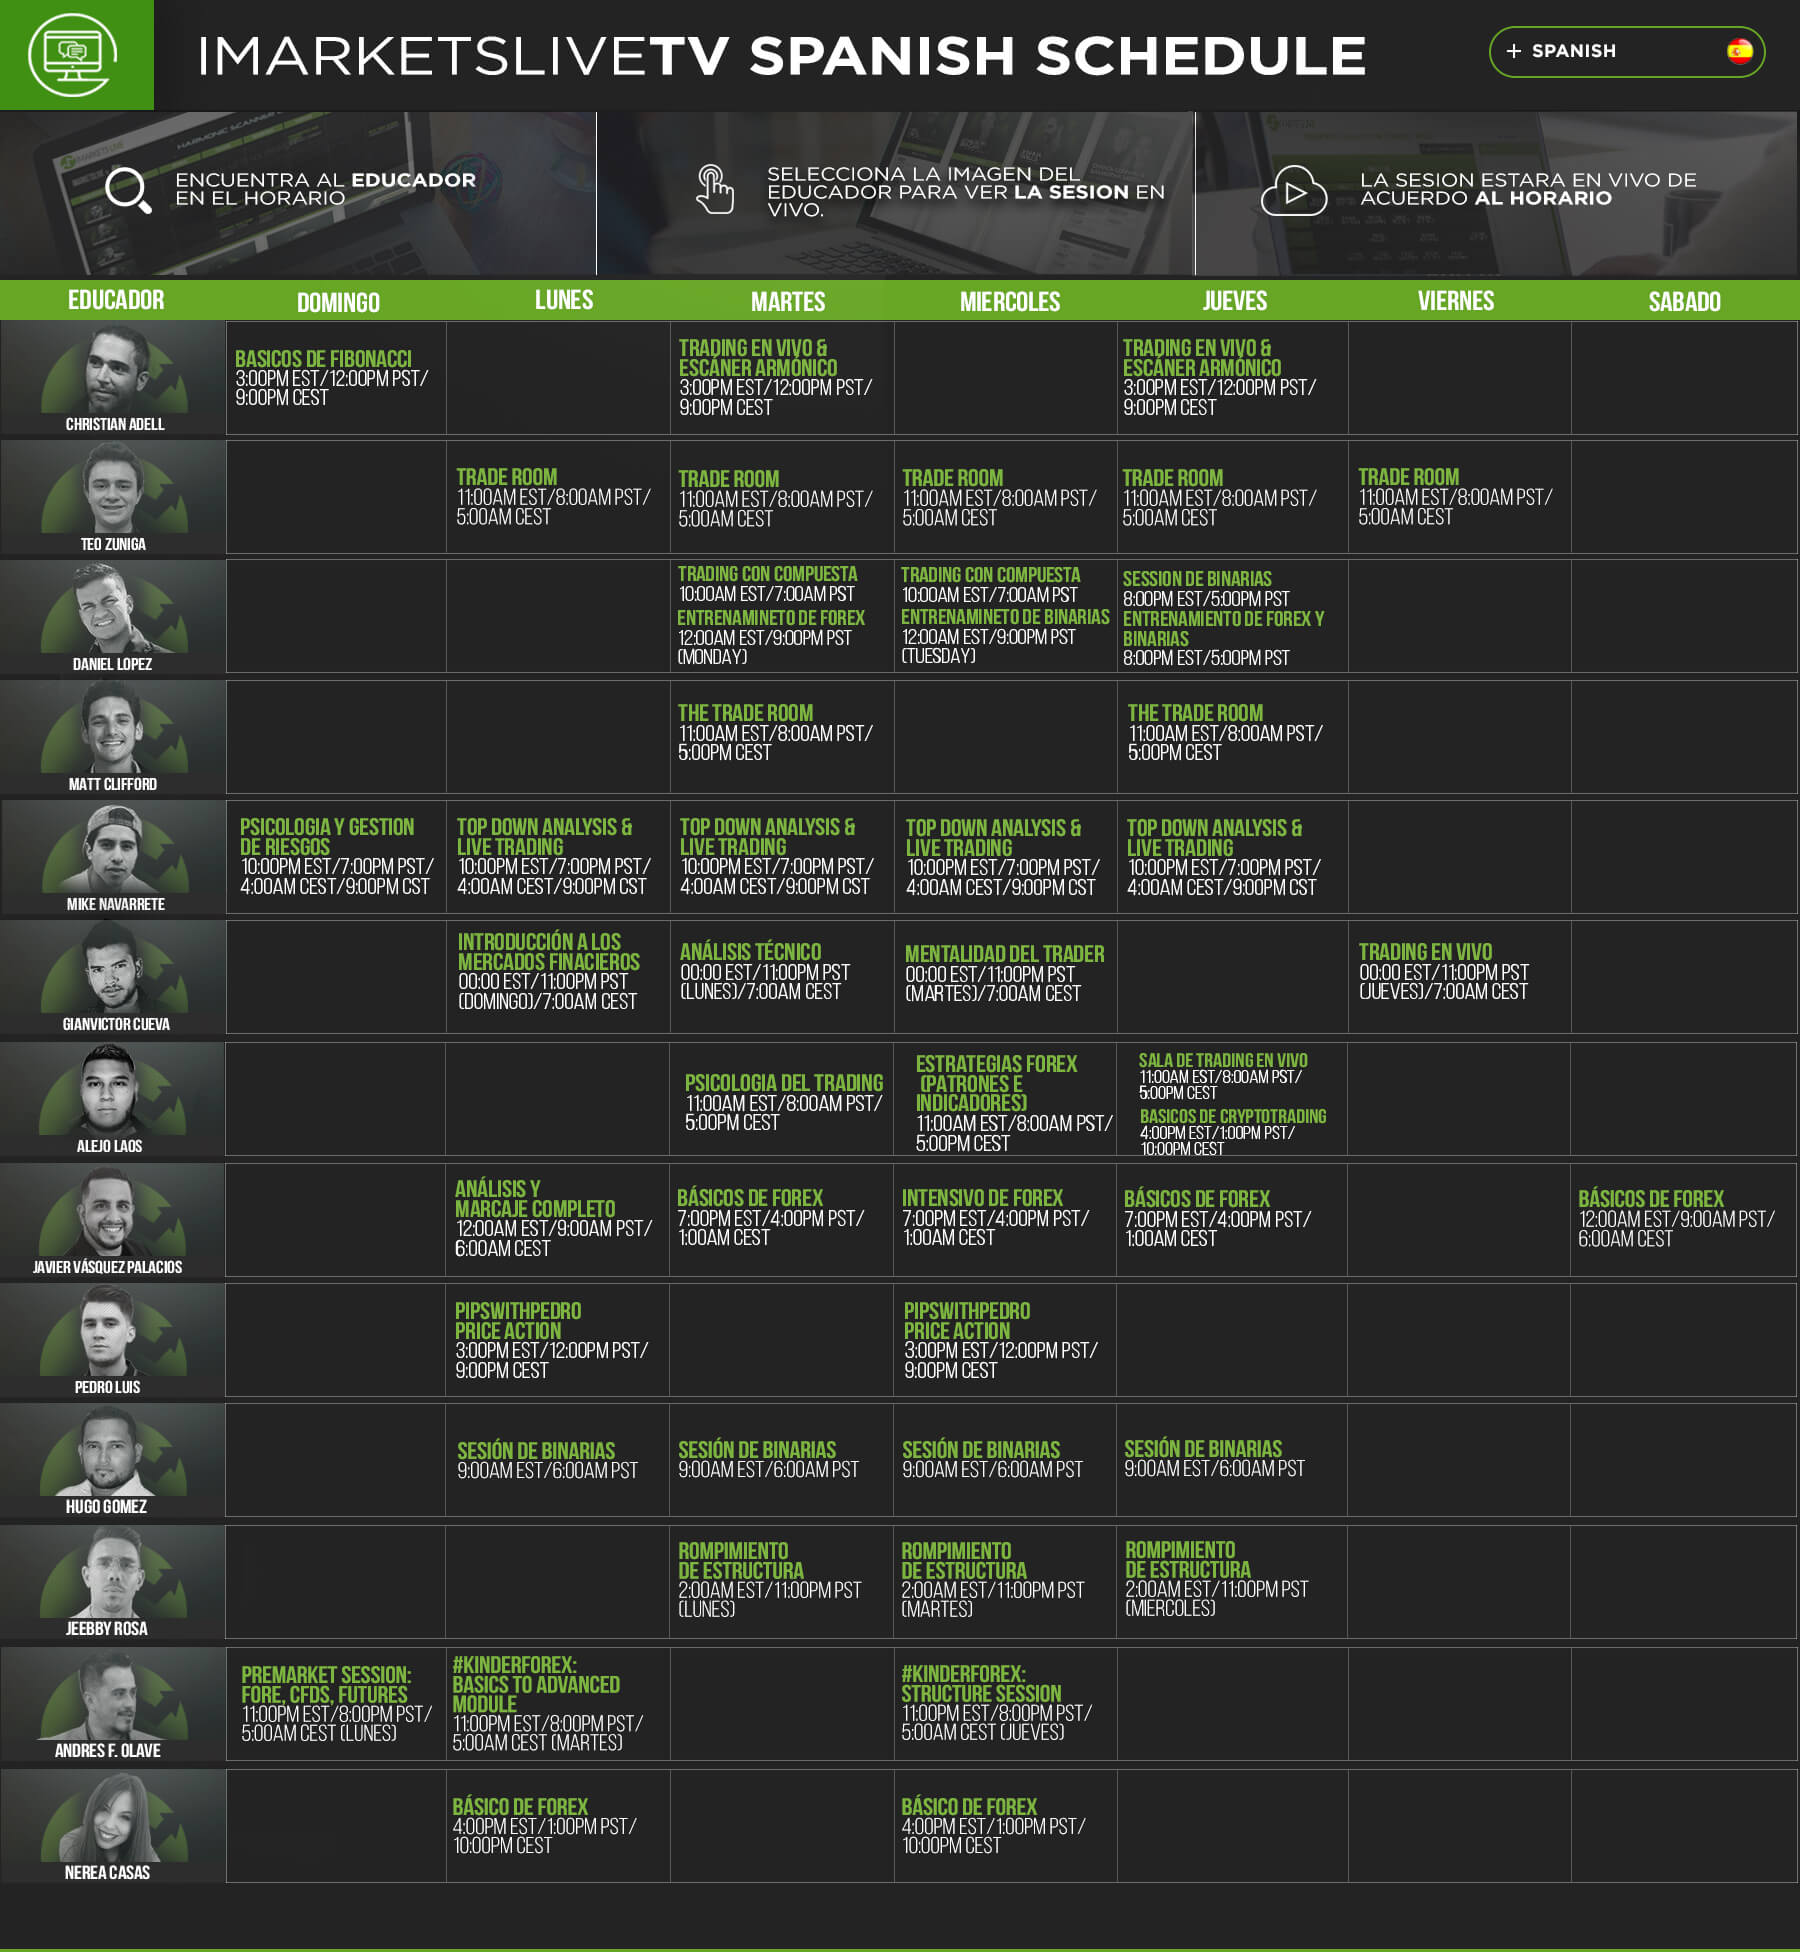 IMARKETSLIVETV SPANISH SCHEDULE
+ SPANISH
ENCUENTRA AL EDUCADOR
EN EL HORARIO
SELECCIONA LA IMAGEN DEL
EDUCADOR PARA VER LA SESION EN
VIVO.
LA SESION ESTARA EN VIVO DE
ACUERDO AL HORARIO
EDUCADOR
DOMINGO
LUNES
MARTES
MIERCOLES
JUEVES
VIERNES
SABADO
CHRISTIAN ADELL
BASICOS DE FIBONACCI
3:00PM EST/12:00PM PST/
9:00PM CEST
TRADING EN VIVO &
ESCÁNER ARMÓNICO
3:00PM EST/12:00PM PST/
9:00PM CEST
TRADING EN VIVO &
ESCÁNER ARMÓNICO
3:00PM EST/12:00PM PST/
9:00PM CEST
TEO ZUNIGA
TRADE ROOM
11:00AM EST/8:00AM PST/
5:00AM CEST
TRADE ROOM
11:00AM EST/8:00AM PST/
5:00AM CEST
TRADE ROOM
11:00AM EST/8:00AM PST/
5:00AM CEST
TRADE ROOM
11:00AM EST/8:00AM PST/
5:00AM CEST
TRADE ROOM
11:00AM EST/8:00AM PST/
5:00AM CEST
DANIEL LOPEZ
TRADING CON COMPUESTA
10:00AM EST/7:00AM PST
ENTRENAMINETO DE FOREX
12:00AM EST/9:00PM PST
(MONDAY)
TRADING CON COMPUESTA
10:00AM EST/7:00AM PST
ENTRENAMINETO DE BINARIAS
12:00AM EST/9:00PM PST
(TUESDAY)
SESSION DE BINARIAS
8:00PM EST/5:00PM PST
ENTRENAMIENTO DE FOREX Y
BINARIAS
8:00PM EST/5:00PM PST
MATT CLIFFORD
THE TRADE ROOM
11:00AM EST/8:00AM PST/
5:00PM CEST
THE TRADE ROOM
11:00AM EST/8:00AM PST/
5:00PM CEST
MIKE NAVARRETE
PSICOLOGIA Y GESTION
DE RIESGOS
10:00PM EST/7:00PM PST/
4:00AM CEST/9:00PM CST
TOP DOWN ANALYSIS &
LIVE TRADING
10:00PM EST/7:00PM PST/
4:00AM CEST/9:00PM CST
TOP DOWN ANALYSIS &
LIVE TRADING
10:00PM EST/7:00PM PST/
4:00AM CEST/9:00PM CST
TOP DOWN ANALYSIS &
LIVE TRADING
10:00PM EST/7:00PM PST/
4:00AM CEST/9:00PM CST
TOP DOWN ANALYSIS &
LIVE TRADING
10:00PM EST/7:00PM PST/
4:00AM CEST/9:00PM CST
GIANVICTOR CUEVA
INTRODUCCIÓN A LOS
MERCADOS FINACIEROS
00:00 EST/11:00PM PST
(DOMINGO)/7:00AM CEST
ANÁLISIS TÉCNICO
00:00 EST/11:00PM PST
(LUNES)/7:00AM CEST
MENTALIDAD DEL TRADER
00:00 EST/11:00PM PST
(MARTES)/7:00AM CEST
TRADING EN VIVO
00:00 EST/11:00PM PST
(JUEVES)/7:00AM CEST
ALEJO LAOS
PSICOLOGIA DEL TRADING
11:00AM EST/8:00AM PST/
5:00PM CEST
ESTRATEGIAS FOREX
(PATRONES E
INDICADORES)
11:00AM EST/8:00AM PST/
5:00PM CEST
SALA DE TRADING EN VIVO
11:00AM EST/8:00AM PST/
5:00PM CEST
BASICOS DE CRYPTOTRADING
4:00PM EST/1:00PM PST/
10:00PM CEST
JAVIER VÁSQUEZ PALACIOS
ANÁLISIS Y
MARCAJE COMPLETO
12:00AM EST/9:00AM PST/
6:00AM CEST
BÁSICOS DE FOREX
7:00PM EST/4:00PM PST/
1:00AM CEST
INTENSIVO DE FOREX
7:00PM EST/4:00PM PST/
1:00AM CEST
BÁSICOS DE FOREX
7:00PM EST/4:00PM PST/
1:00AM CEST
BÁSICOS DE FOREX
12:00AM EST/9:00AM PST/
6:00AM CEST
PEDRO LUIS
PIPSWITHPEDRO
PRICE ACTION
3:00PM EST/12:00PM PST/
9:00PM CEST
PIPSWITHPEDRO
PRICE ACTION
3:00PM EST/12:00PM PST/
9:00PM CEST
HUGO GOMEZ
SESIÓN DE BINARIAS
9:00AM EST/6:00AM PST
SESIÓN DE BINARIAS
9:00AM EST/6:00AM PST
SESIÓN DE BINARIAS
9:00AM EST/6:00AM PST
SESIÓN DE BINARIAS
9:00AM EST/6:00AM PST
JEEBBY ROSA
ROMPIMIENTO
DE ESTRUCTURA
2:00AM EST/11:00PM PST
(LUNES)
ROMPIMIENTO
DE ESTRUCTURA
2:00AM EST/11:00PM PST
(MARTES)
ROMPIMIENTO
DE ESTRUCTURA
2:00AM EST/11:00PM PST
(MIERCOLES)
ANDRES F. OLAVE
PREMARKET SESSION:
FORE, CFDS, FUTURES
11:00PM EST/8:00PM PST/
5:00AM CEST (LUNES)
#KINDERFOREX:
BASICS TO ADVANCED
MODULE
11:00PM EST/8:00PM PST/
5:00AM CEST (MARTES)
#KINDERFOREX:
STRUCTURE SESSION
11:00PM EST/8:00PM PST/
5:00AM CEST (JUEVES)
NEREA CASAS
BÁSICO DE FOREX
4:00PM EST/1:00PM PST/
10:00PM CEST
BÁSICO DE FOREX
4:00PM EST/1:00PM PST/
10:00PM CEST